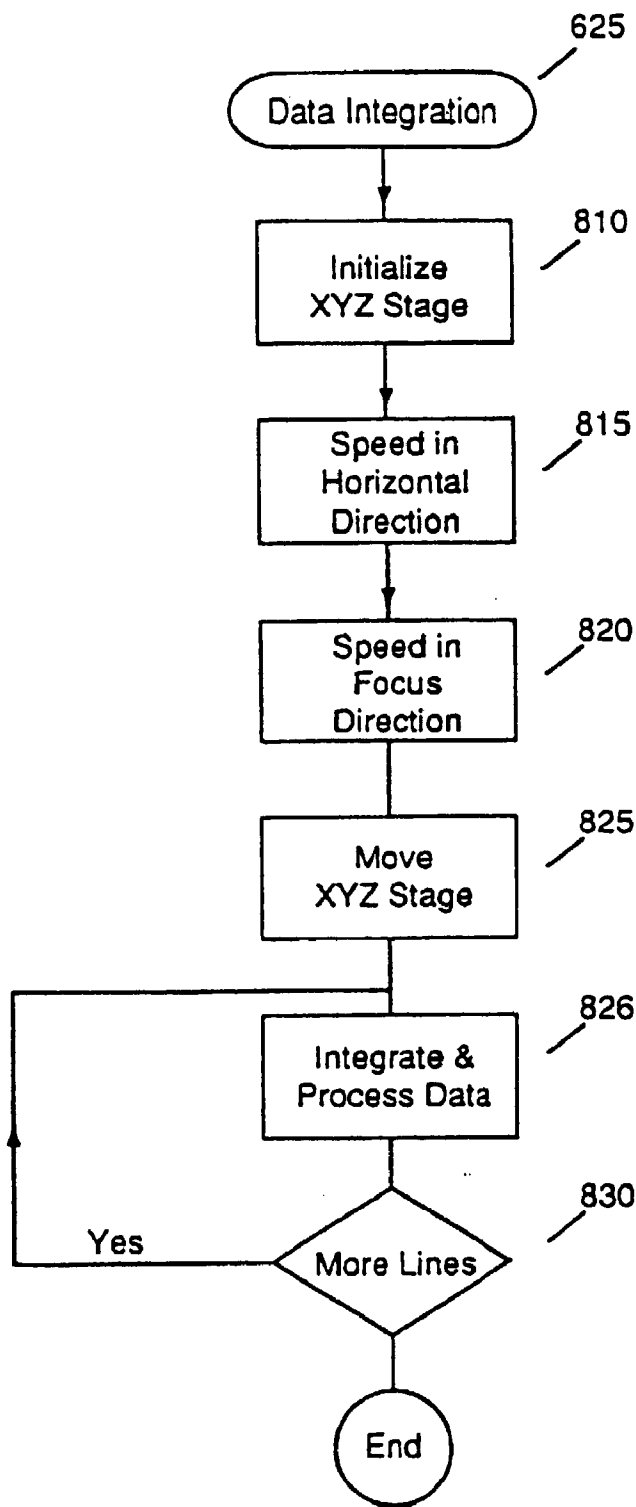 625
Data Integration
810
Initialize
XYZ Stage
815
Speed in
Horizontal
Direction
820
Speed in
Focus
Direction
825
Move
XYZ Stage
826
Integrate &
Process Data
830
Yes
More Lines
End